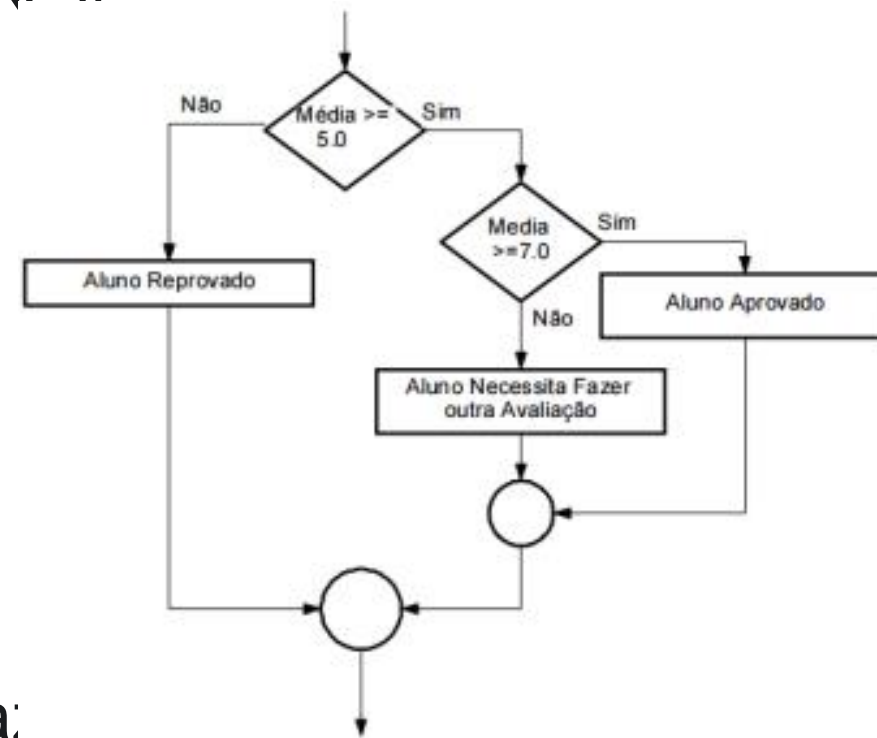 Não
Média >=
5.0
Sim
Media
>=7.0
Sim
Aluno Reprovado
Aluno Aprovado
Não
Aluno Necessita Fazer
outra Avaliação
a: